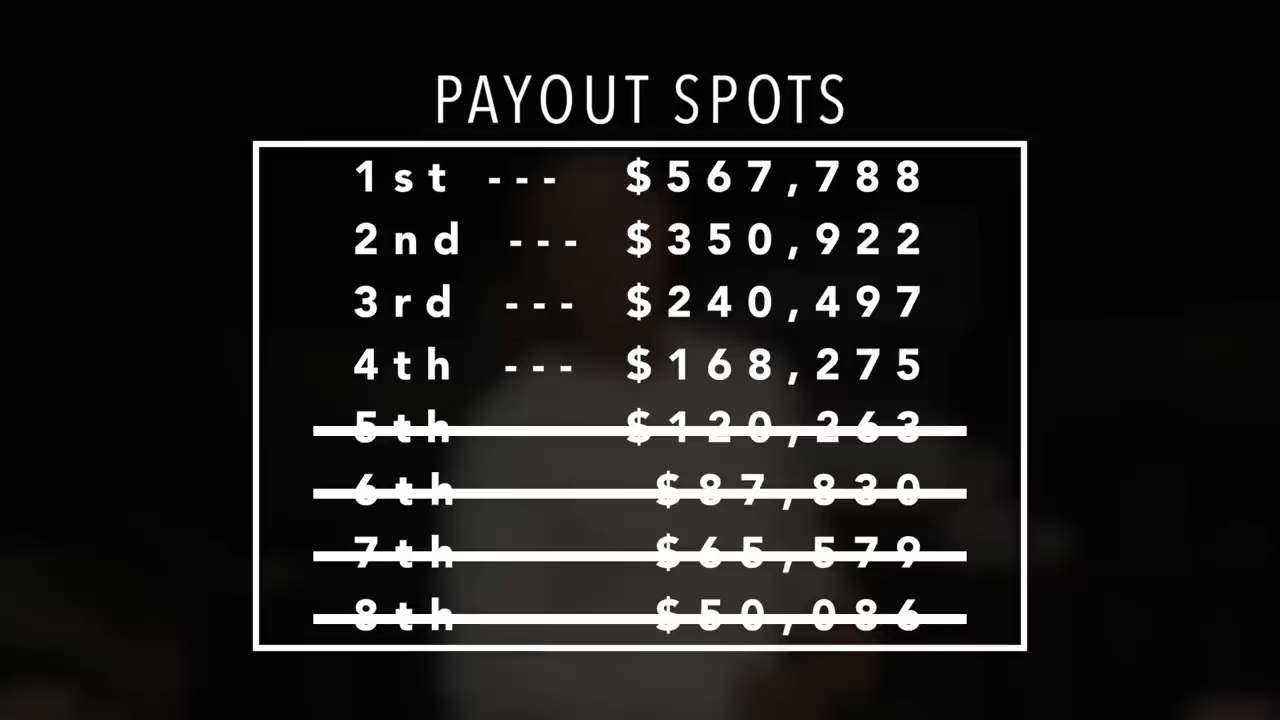 PAYOUT SPOTS
1st --- $567,788
2nd --- $350,922
3rd --- $240,497
4th --- $168,275
5th $120,263
6th $87,830
7th $65,579
8th $50,086